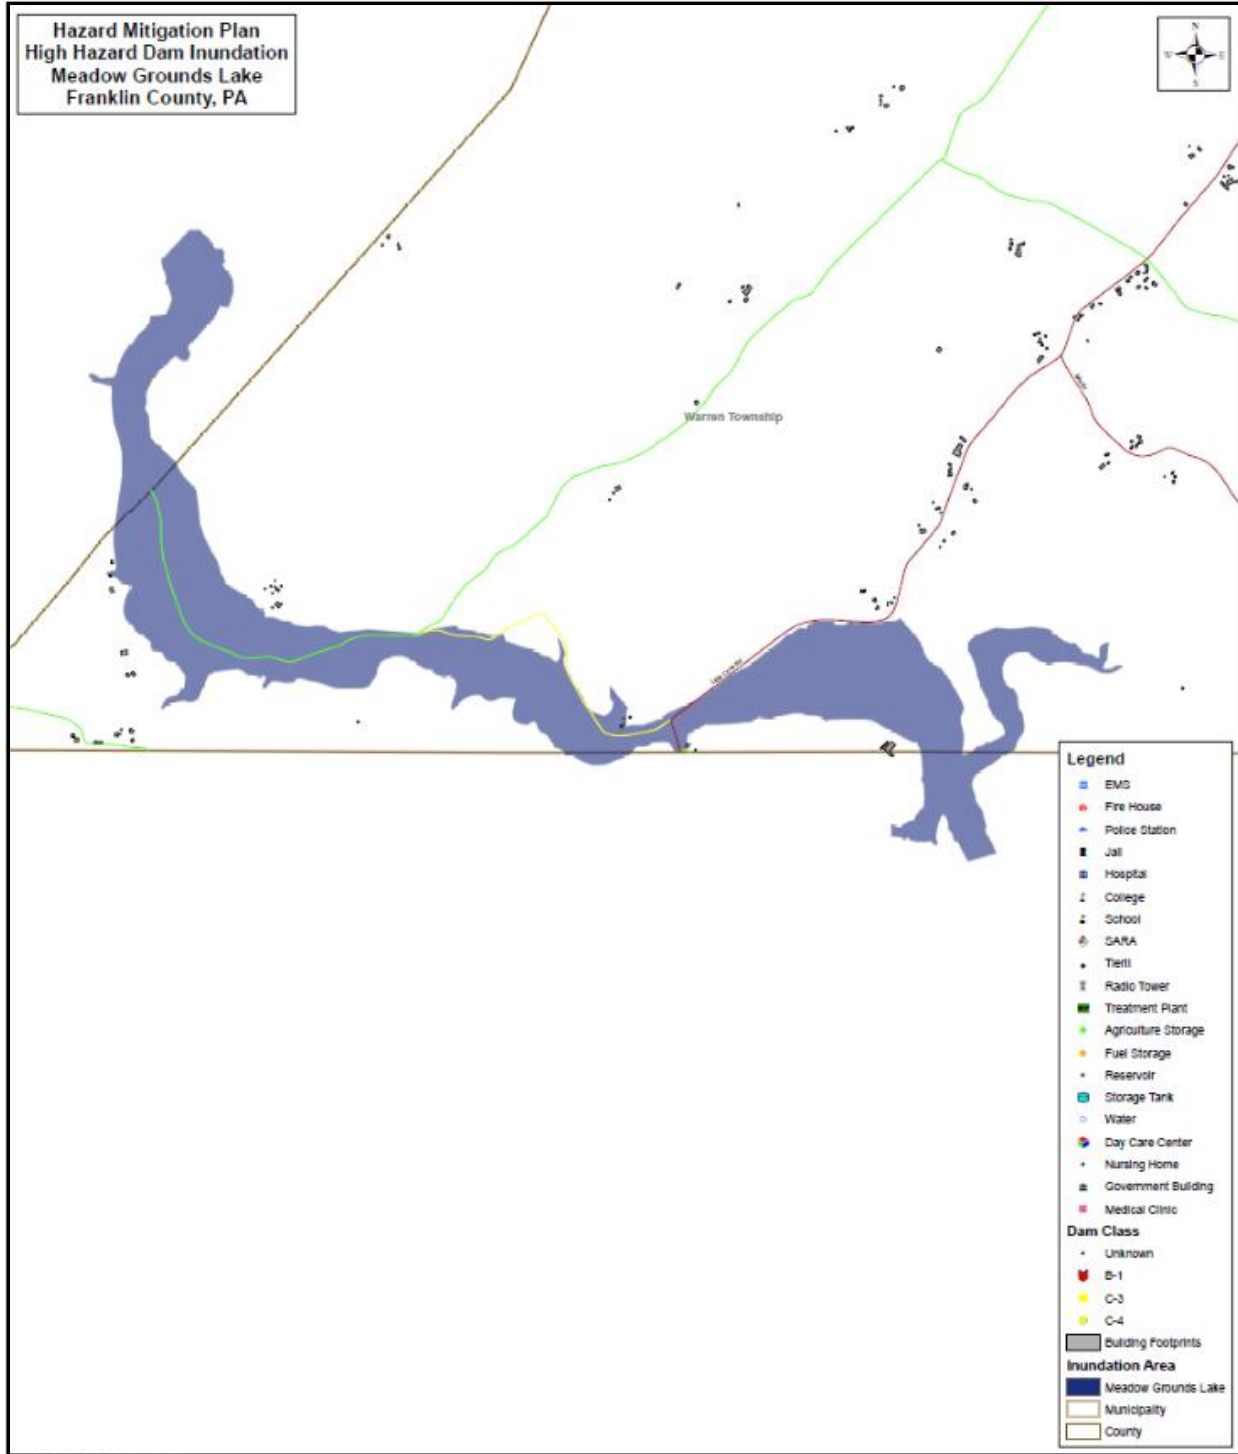 Hazard Mitigation Plan
High Hazard Dam Inundation
Meadow Grounds Lake
Franklin County, PA
N
W
E
S
Warren Township
Legend
EMS
Fire House
Police Station
Jail
Hospital
College
School
SARA
TierII
Radio Tower
Treatment Plant
Agriculture Storage
Fuel Storage
Reservoir
Storage Tank
Water
Day Care Center
Nursing Home
Government Building
Medical Clinic
Dam Class
Unknown
B-1
C-3
C-4
Building Footprints
Inundation Area
Meadow Grounds Lake
Municipality
County